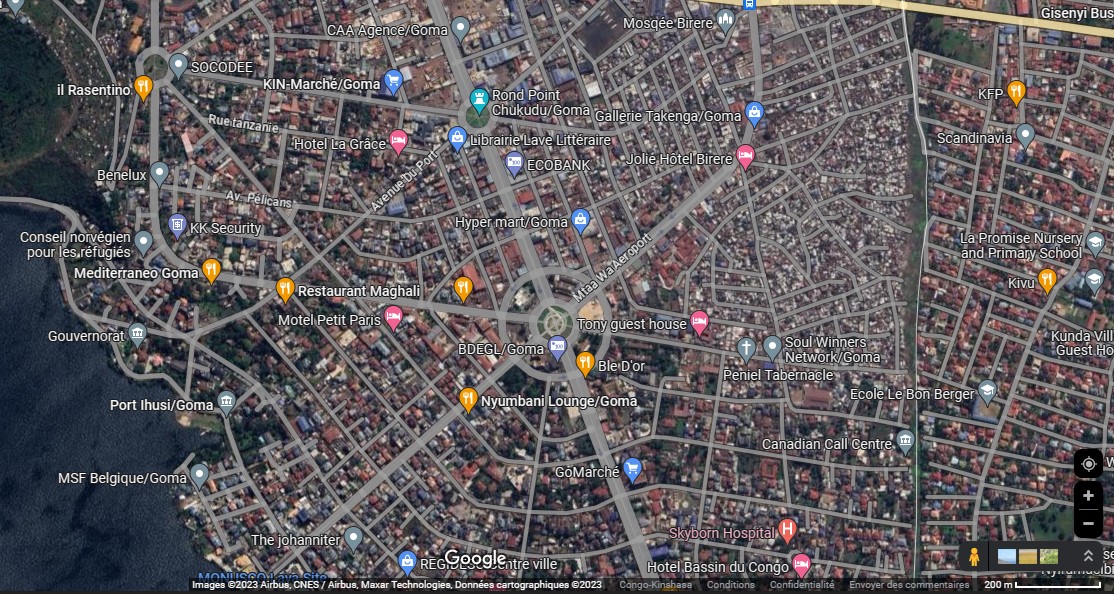 CAA Agence/Goma
Mosqée Birere
Gisenyi Bus
SOCODEE
il Rasentino
KIN-Marché/Goma
Rond Point
Chukudu/Goma
Gallerie Takenga/Goma
KFP
Rue tanzanie
Hotel La Grâce
Librairie Lave Littéraire
Scandinavia
ECOBANK
Jolie Hôtel Birere
Benelux
Avenue Du Port
Av. Pélicans
KK Security
Hyper mart/Goma
Conseil norvégien
pour les réfugiés
La Promise Nursery
and Primary School
Mtaa Wa Aeroport
Mediterraneo Goma
Restaurant Maghali
Kivu
Motel Petit Paris
Tony guest house
Gouvernorat
BDEGL/Goma
Soul Winners
Network/Goma
Kunda Vill
Guest Ho
Ble D'or
Peniel Tabernacle
Port Ihusi/Goma
Nyumbani Lounge/Goma
Ecole Le Bon Berger
Canadian Call Centre
MSF Belgique/Goma
GoMarché
Skyborn Hospital
The johanniter
Google
Hotel Bassin du Congo
Images ©2023 Airbus, CNES / Airbus, Maxar Technologies, Données cartographiques ©2023
Congo-Kinshasa
Conditions
Confidentialité
Envoyer des commentaires
200 m